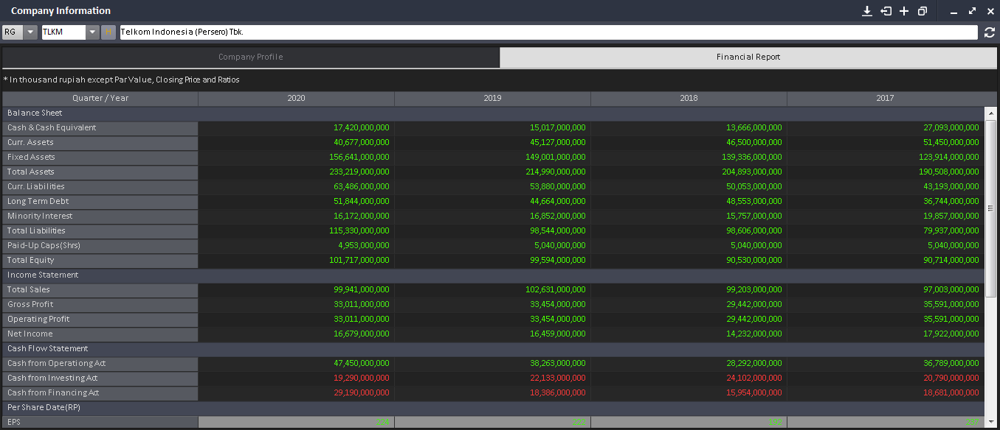 Company Information
RG TLKM H Telkom Indonesia (Persero) Tbk.
Company Profile Financial Report
* In thousand rupiah except Par Value, Closing Price and Ratios
Quarter / Year 2020 2019 2018 2017
Balance Sheet
Cash & Cash Equivalent 17,420,000,000 15,017,000,000 13,666,000,000 27,093,000,000
Curr. Assets 40,677,000,000 45,127,000,000 46,500,000,000 51,450,000,000
Fixed Assets 156,641,000,000 149,001,000,000 139,336,000,000 123,914,000,000
Total Assets 233,219,000,000 214,990,000,000 204,893,000,000 190,508,000,000
Curr. Liabilities 63,486,000,000 53,880,000,000 50,053,000,000 43,193,000,000
Long Term Debt 51,844,000,000 44,664,000,000 48,553,000,000 36,744,000,000
Minority Interest 16,172,000,000 16,852,000,000 15,757,000,000 19,857,000,000
Total Liabilities 115,330,000,000 98,544,000,000 98,606,000,000 79,937,000,000
Paid-Up Caps(Shrs) 4,953,000,000 5,040,000,000 5,040,000,000 5,040,000,000
Total Equity 101,717,000,000 99,594,000,000 90,530,000,000 90,714,000,000
Income Statement
Total Sales 99,941,000,000 102,631,000,000 99,203,000,000 97,003,000,000
Gross Profit 33,011,000,000 33,454,000,000 29,442,000,000 35,591,000,000
Operating Profit 33,011,000,000 33,454,000,000 29,442,000,000 35,591,000,000
Net Income 16,679,000,000 16,459,000,000 14,232,000,000 17,922,000,000
Cash Flow Statement
Cash from Operationg Act 47,450,000,000 38,263,000,000 28,292,000,000 36,789,000,000
Cash from Investing Act 19,290,000,000 22,133,000,000 24,102,000,000 20,790,000,000
Cash from Financing Act 29,190,000,000 18,386,000,000 15,954,000,000 18,681,000,000
Per Share Date(RP)
EPS